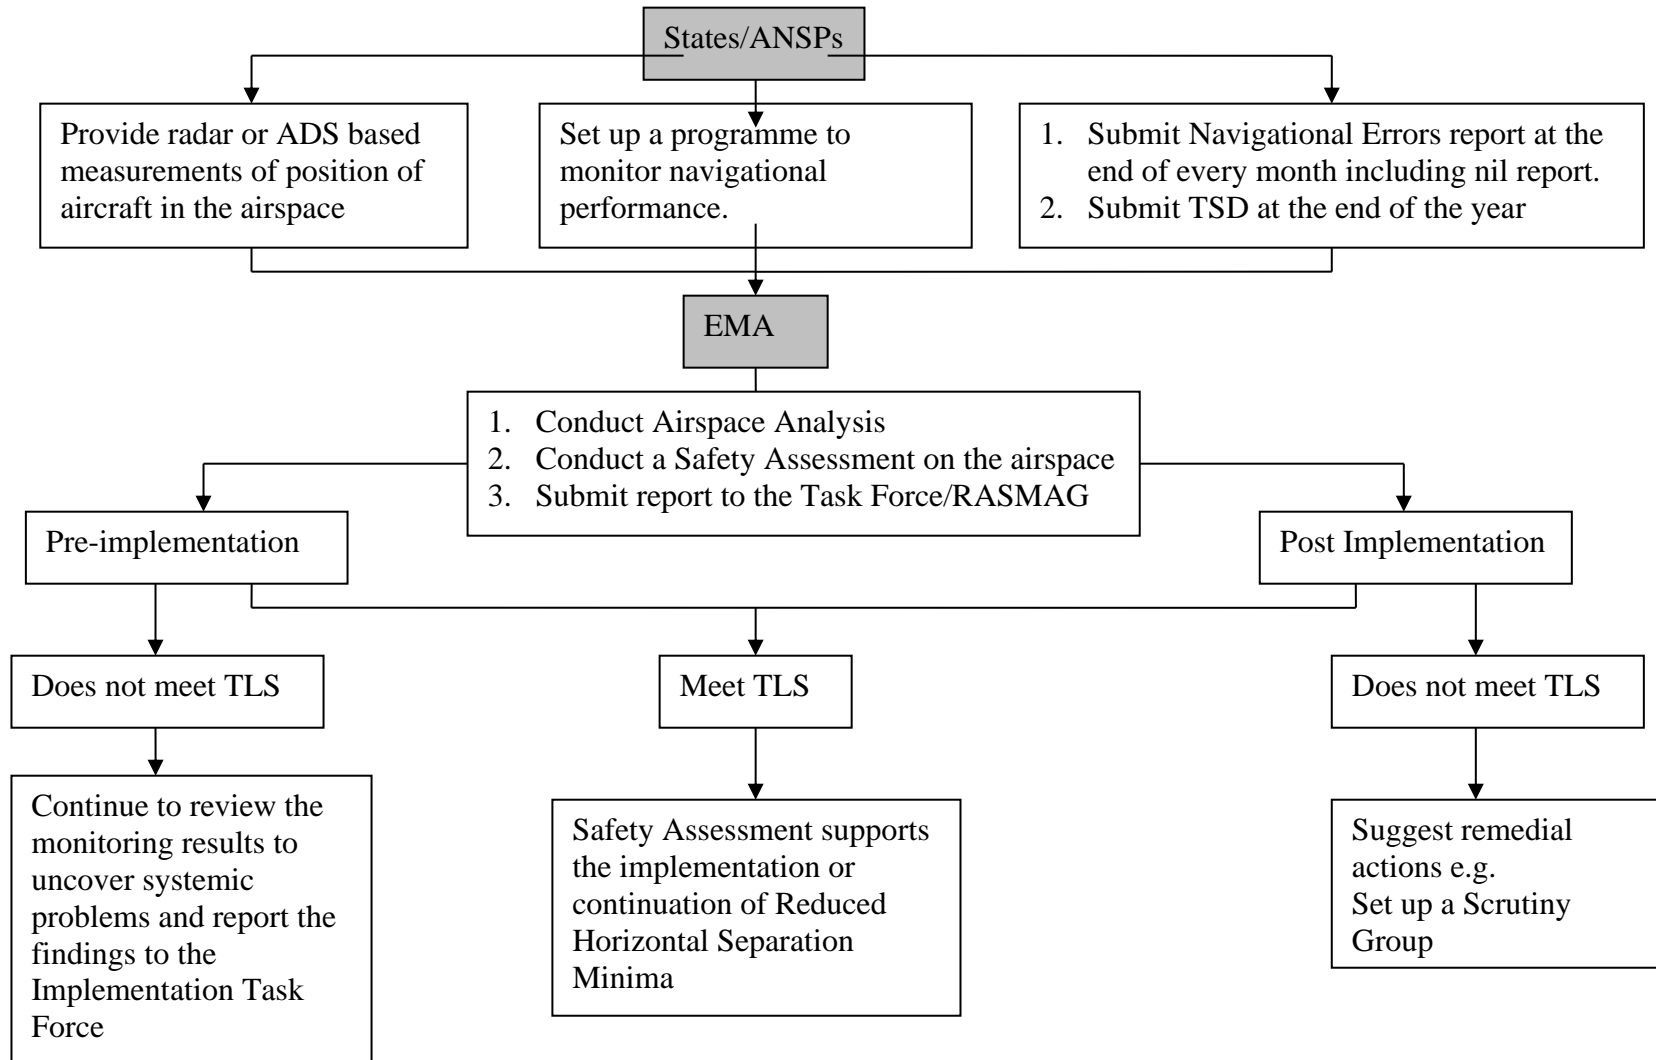 States/ANSPs
Provide radar or ADS based
measurements of position of
aircraft in the airspace
Set up a programme to
monitor navigational
performance.
1. Submit Navigational Errors report at the
end of every month including nil report.
2. Submit TSD at the end of the year
EMA
1. Conduct Airspace Analysis
2. Conduct a Safety Assessment on the airspace
3. Submit report to the Task Force/RASMAG
Pre-implementation
Post Implementation
Does not meet TLS
Meet TLS
Does not meet TLS
Continue to review the
monitoring results to
uncover systemic
problems and report the
findings to the
Implementation Task
Force
Safety Assessment supports
the implementation or
continuation of Reduced
Horizontal Separation
Minima
Suggest remedial
actions e.g.
Set up a Scrutiny
Group